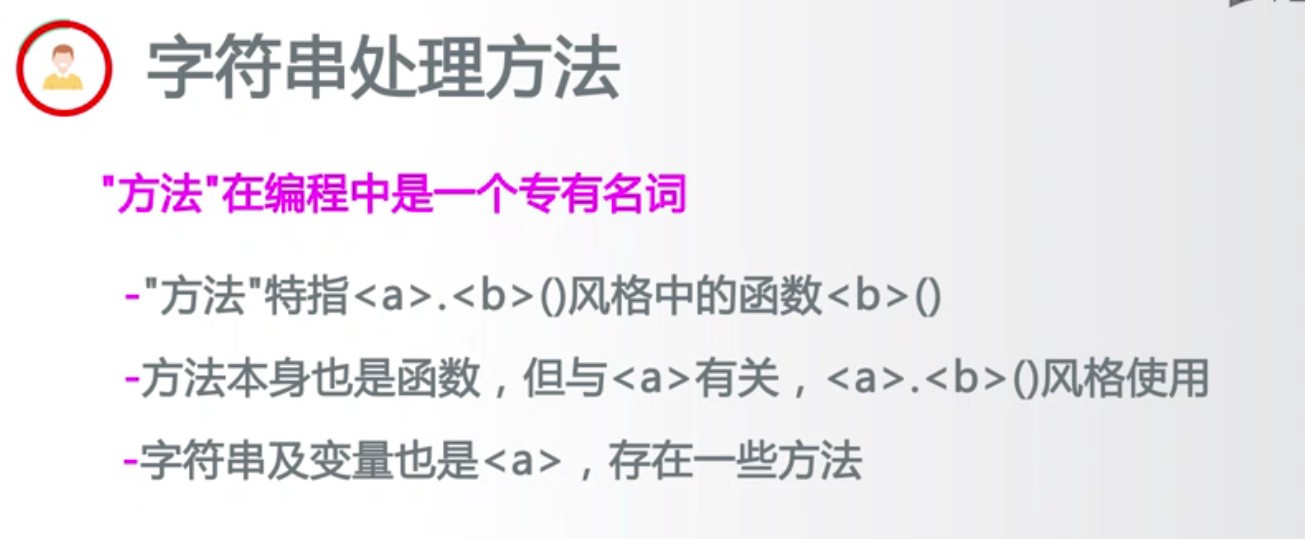 字符串处理方法
"方法"在编程中是一个专有名词
-"方法"特指<a>.<b>()风格中的函数<b>()
-方法本身也是函数，但与<a>有关，<a>.<b>()风格使用
-字符串及变量也是<a>，存在一些方法